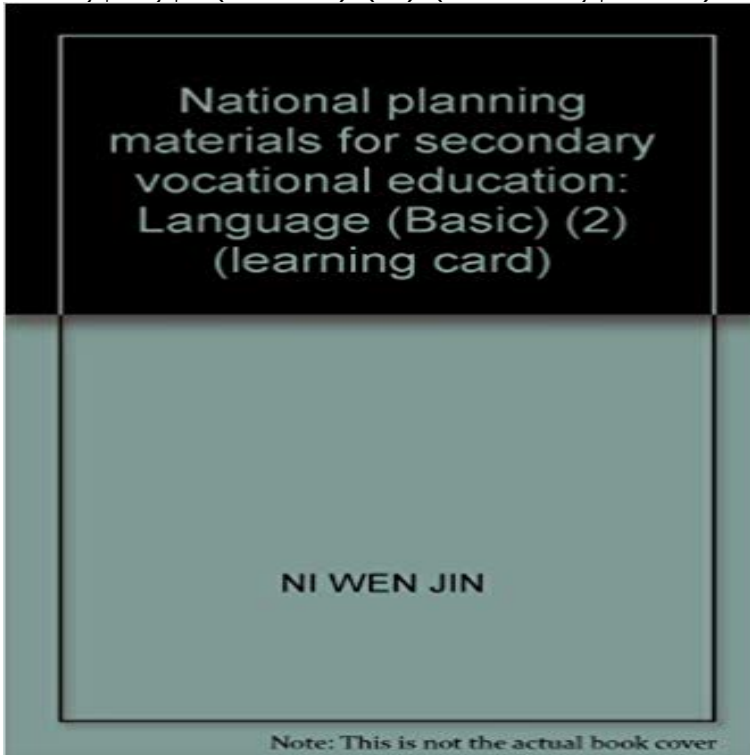 National planning
materials for secondary
vocational education:
Language (Basic) (2)
(learning card)
NI WEN JIN
Note: This is not the actual book cover